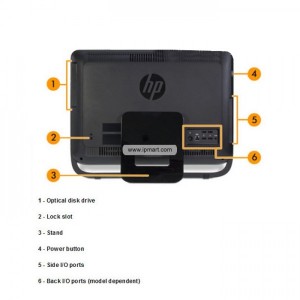 hp
1
2
3
4
5
6
www.ipmart.com
1 - Optical disk drive
2 - Lock slot
3 - Stand
4 - Power button
5 - Side I/O ports
6 - Back I/O ports (model dependent)